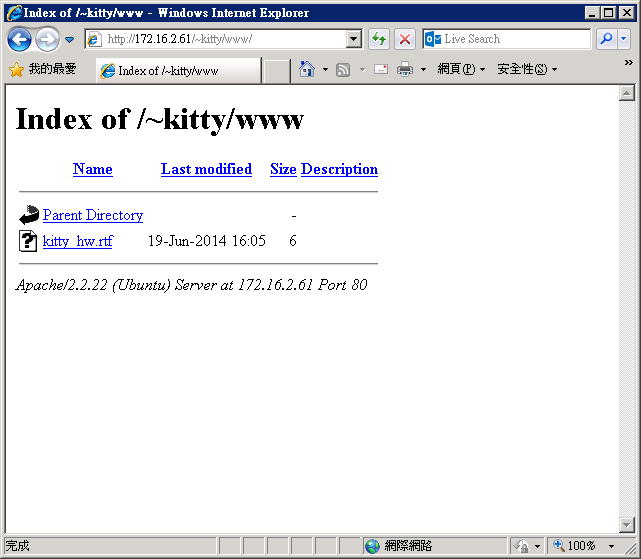 Index of /~kitty/www - Windows Internet Explorer
http://172.16.2.61/~kitty/www/
Live Search
我的最愛
Index of /~kitty/www
網頁(P)
安全性(S)
Index of /~kitty/www
Name Last modified Size Description
Parent Directory -
kitty_hw.rtf 19-Jun-2014 16:05 6
Apache/2.2.22 (Ubuntu) Server at 172.16.2.61 Port 80
完成
網際網路
100%